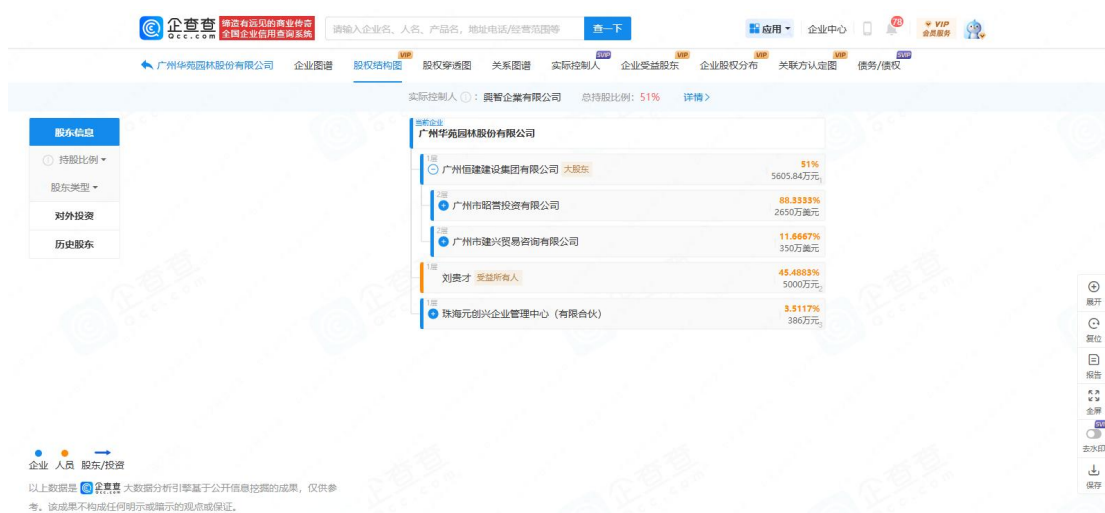 企查查 缔造有远见的商业传奇
Qcc.com 全国企业信用查询系统
请输入企业名、人名、产品名，地址电话/经营范围等 查一下
应用 企业中心 78 VIP 会员服务
广州华苑园林股份有限公司 企业图谱 股权结构图 VIP 股权穿透图 关系图谱 实际控制人 SVIP 企业受益股东 VIP 企业股权分布 VIP 关联方认定图 VIP 债务/债权 SVIP
实际控制人：興智企業有限公司 总持股比例：51% 详情>
股东信息
持股比例
股东类型
对外投资
历史股东
当前企业
广州华苑园林股份有限公司
1层
广州恒建建设集团有限公司 大股东 51%
5605.84万元
1
2层
广州市昭誉投资有限公司 88.3333%
2650万美元
2层
广州市建兴贸易咨询有限公司 11.6667%
350万美元
1层
刘贵才 受益所有人 45.4883%
5000万元
2
1层
珠海元创兴企业管理中心（有限合伙） 3.5117%
386万元
3
展开
复位
报告
全屏
SVIP
去水印
保存
企业 人员 股东/投资
以上数据是 企查查 Qcc.com 大数据分析引擎基于公开信息挖掘的成果，仅供参
考。该成果不构成任何明示或暗示的观点或保证。